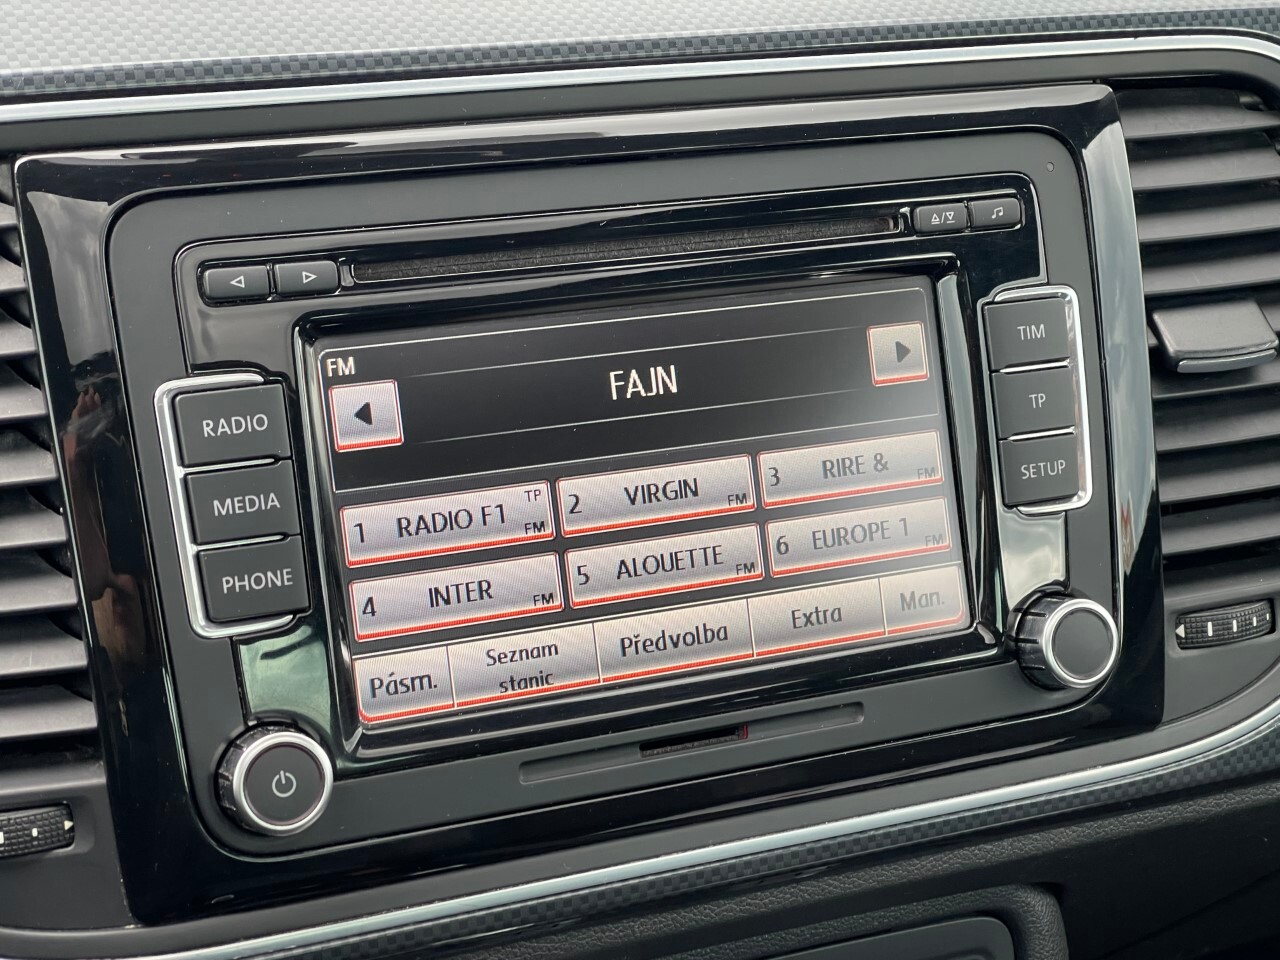 TIM
RADIO
TP
MEDIA
SETUP
PHONE
FM
FAJN
1 RADIO F1 TP FM
2 VIRGIN FM
3 RIRE & FM
4 INTER FM
5 ALOUETTE FM
6 EUROPE 1 FM
Pásm.
Seznam
stanic
Předvolba
Extra
Man.